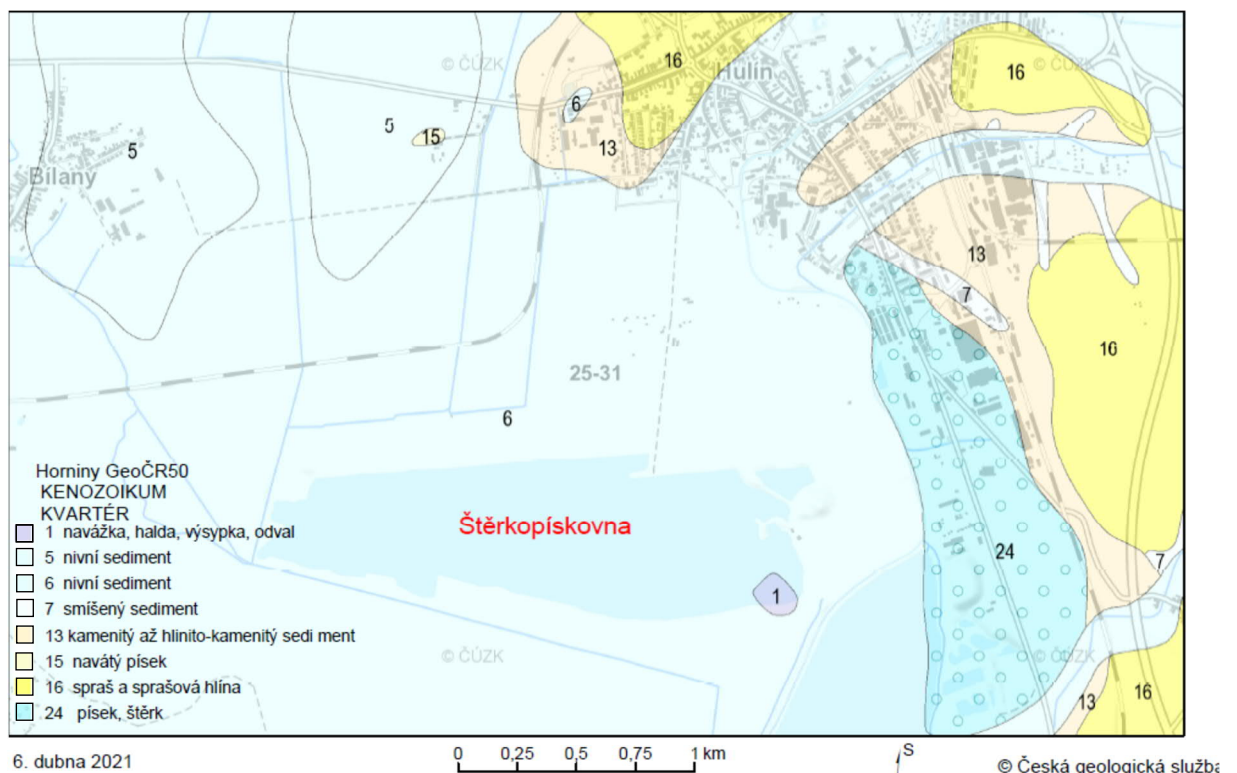 © ČÚZK
16
Hulín
16
© ČÚZK
6
5
15
13
5
Bílany
13
7
16
25-31
6
Horniny GeoČR50
KENOZOIKUM
KVARTÉR
1 navážka, halda, výsypka, odval
5 nivní sediment
6 nivní sediment
7 smíšený sediment
13 kamenitý až hlinito-kamenitý sedi ment
15 navátý písek
16 spraš a sprašová hlína
24 písek, štěrk
Štěrkopískovna
24
7
1
© ČÚZK
© ČÚZK
13
16
6. dubna 2021
0 0,25 0,5 0,75 1 km
S
© Česká geologická služba